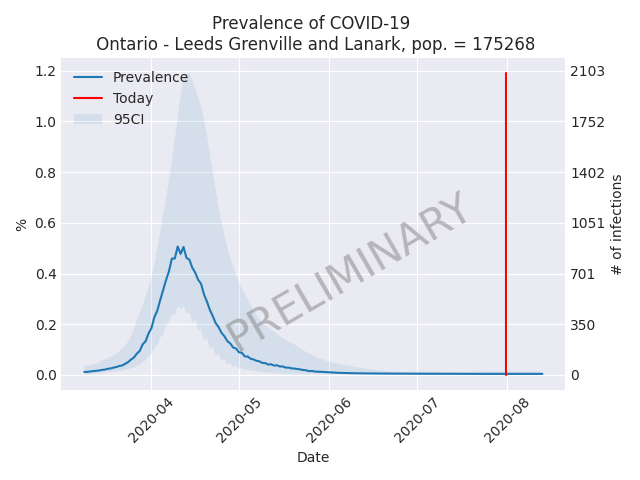 Prevalence of COVID-19
Ontario - Leeds Grenville and Lanark, pop. = 175268
Prevalence
Today
95CI
1.2
1.0
0.8
0.6
0.4
0.2
0.0
%
2103
1752
1402
1051
701
350
0
# of infections
PRELIMINARY
2020-04
2020-05
2020-06
2020-07
2020-08
Date